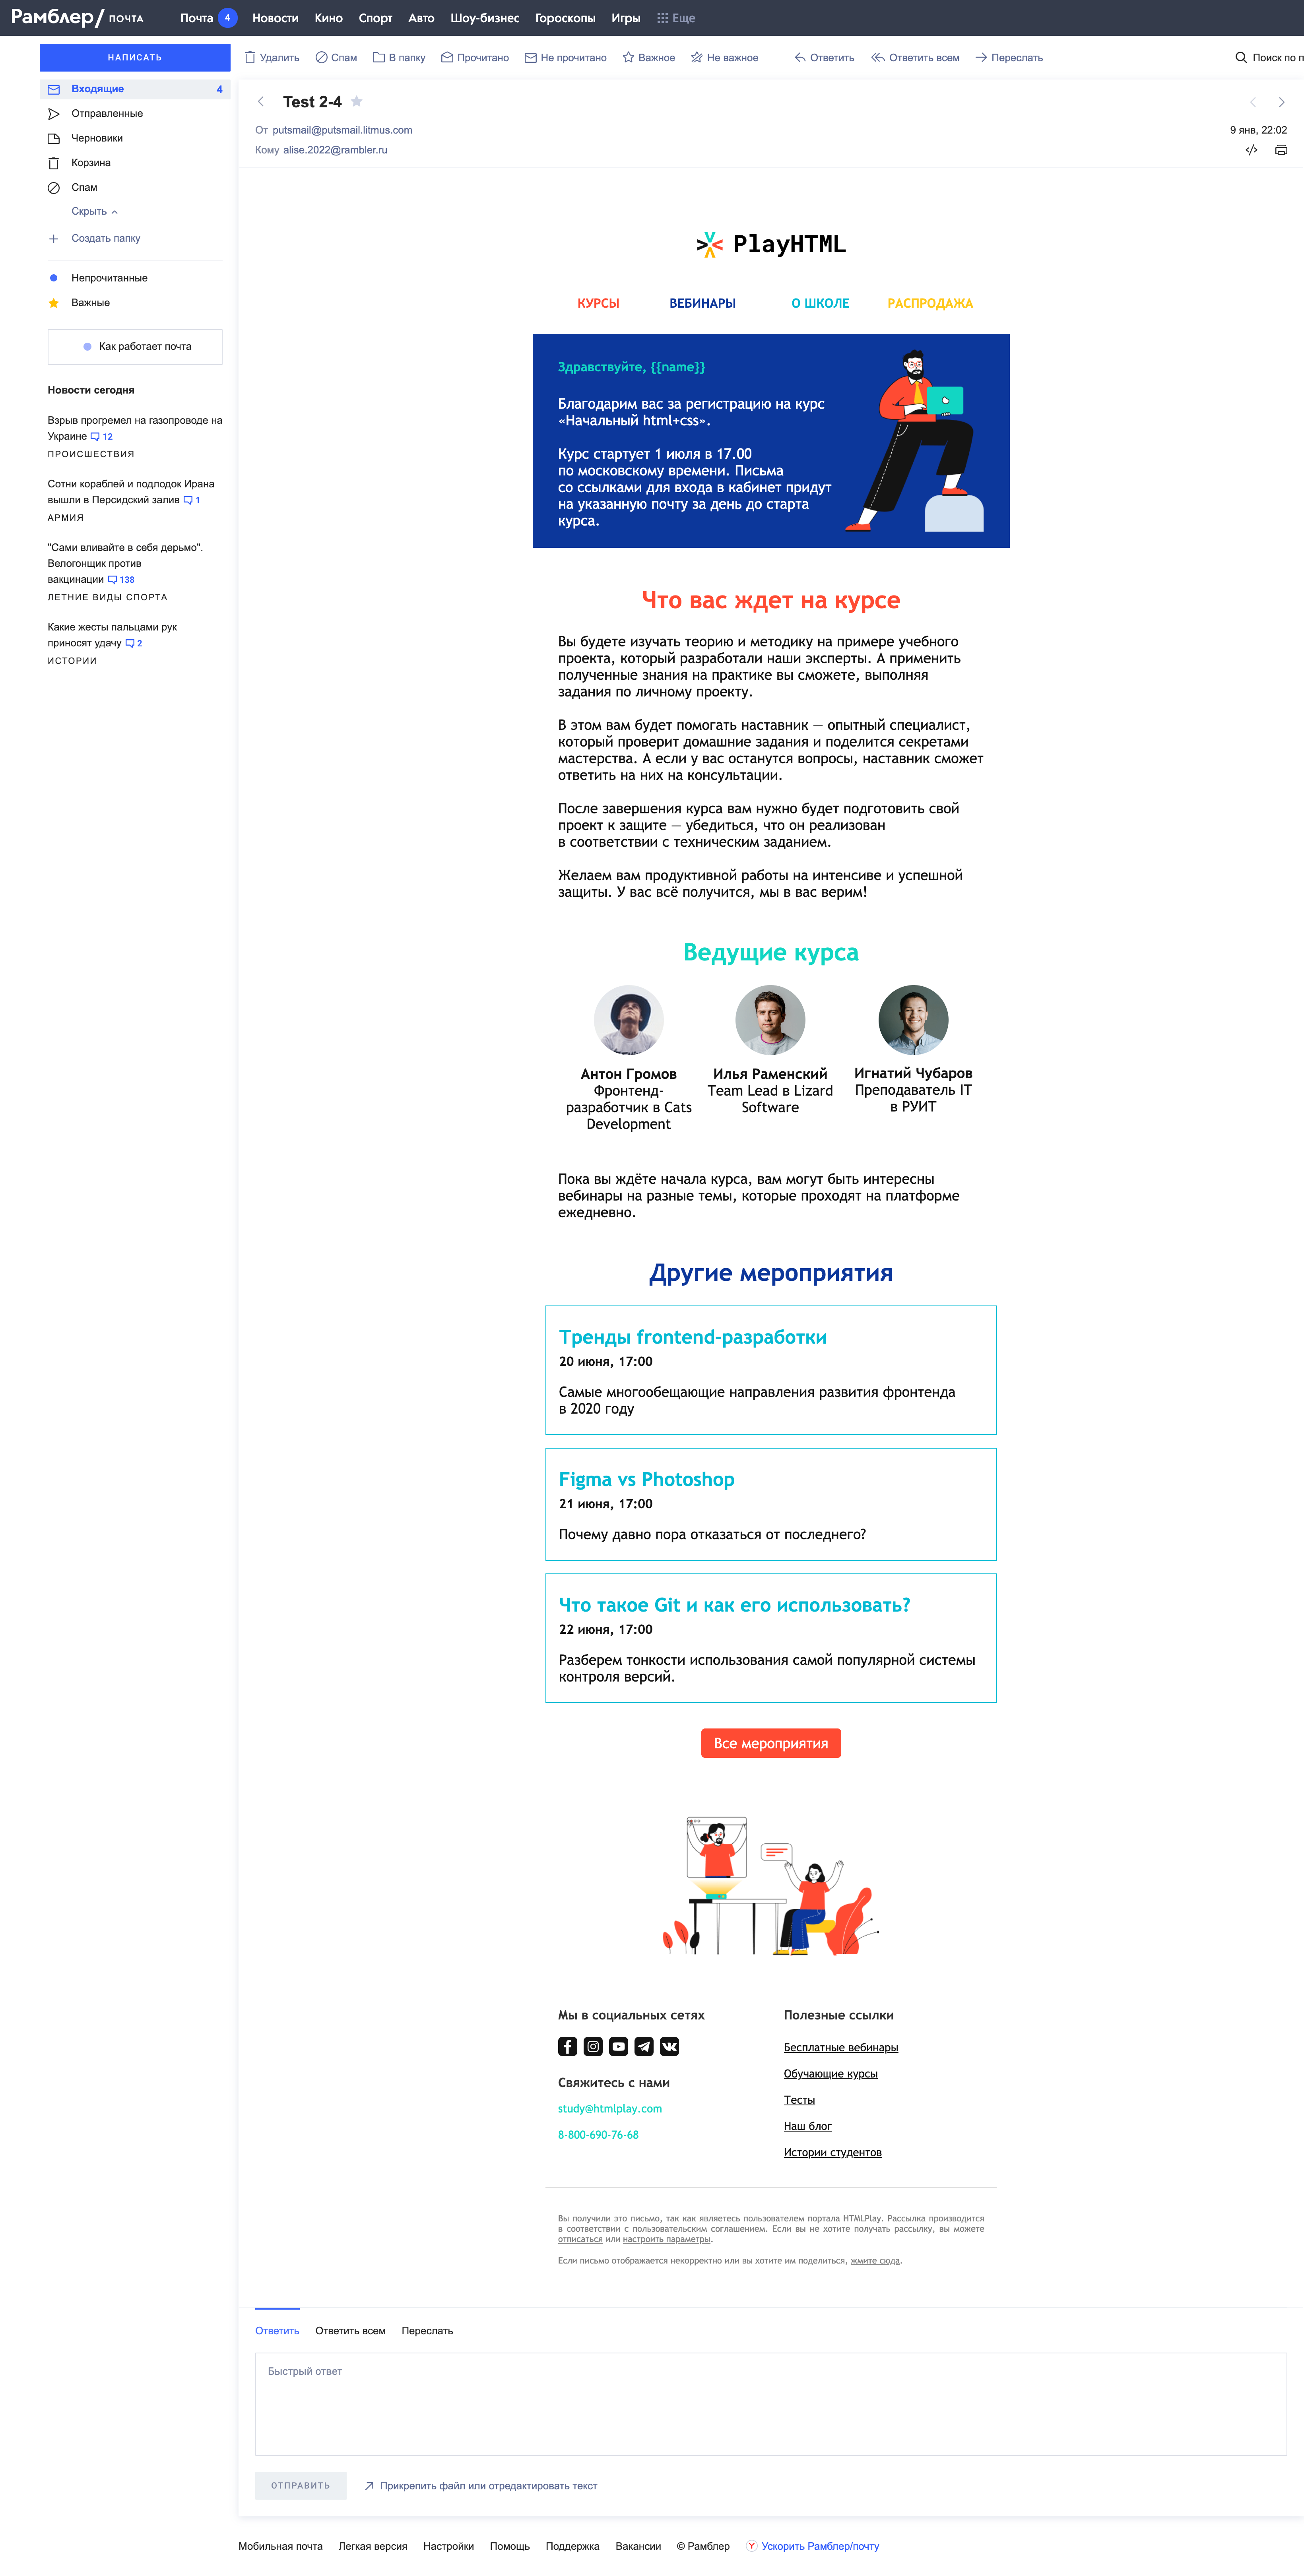 Рамблер/ ПОЧТА
Почта 4 Новости Кино Спорт Авто Шоу-бизнес Гороскопы Игры Еще
НАПИСАТЬ
Удалить Спам В папку Прочитано Не прочитано Важное Не важное Ответить Ответить всем Переслать Поиск по п
Входящие 4
Отправленные
Черновики
Корзина
Спам
Скрыть
Создать папку
Непрочитанные
Важные
Как работает почта
Новости сегодня
Взрыв прогремел на газопроводе на
Украине 12
ПРОИСШЕСТВИЯ
Сотни кораблей и подлодок Ирана
вышли в Персидский залив 1
АРМИЯ
"Сами вливайте в себя дерьмо".
Велогонщик против
вакцинации 138
ЛЕТНИЕ ВИДЫ СПОРТА
Какие жесты пальцами рук
приносят удачу 2
ИСТОРИИ
Test 2-4
От putsmail@putsmail.litmus.com
9 янв, 22:02
Кому alise.2022@rambler.ru
PlayHTML
КУРСЫ ВЕБИНАРЫ О ШКОЛЕ РАСПРОДАЖА
Здравствуйте, {{name}}
Благодарим вас за регистрацию на курс
«Начальный html+css».
Курс стартует 1 июля в 17.00
по московскому времени. Письма
со ссылками для входа в кабинет придут
на указанную почту за день до старта
курса.
Что вас ждет на курсе
Вы будете изучать теорию и методику на примере учебного
проекта, который разработали наши эксперты. А применить
полученные знания на практике вы сможете, выполняя
задания по личному проекту.
В этом вам будет помогать наставник — опытный специалист,
который проверит домашние задания и поделится секретами
мастерства. А если у вас останутся вопросы, наставник сможет
ответить на них на консультации.
После завершения курса вам нужно будет подготовить свой
проект к защите — убедиться, что он реализован
в соответствии с техническим заданием.
Желаем вам продуктивной работы на интенсиве и успешной
защиты. У вас всё получится, мы в вас верим!
Ведущие курса
Антон Громов
Фронтенд-
разработчик в Cats
Development
Илья Раменский
Team Lead в Lizard
Software
Игнатий Чубаров
Преподаватель IT
в РУИТ
Пока вы ждёте начала курса, вам могут быть интересны
вебинары на разные темы, которые проходят на платформе
ежедневно.
Другие мероприятия
Тренды frontend-разработки
20 июня, 17:00
Самые многообещающие направления развития фронтенда
в 2020 году
Figma vs Photoshop
21 июня, 17:00
Почему давно пора отказаться от последнего?
Что такое Git и как его использовать?
22 июня, 17:00
Разберем тонкости использования самой популярной системы
контроля версий.
Все мероприятия
Мы в социальных сетях
Свяжитесь с нами
study@htmlplay.com
8-800-690-76-68
Полезные ссылки
Бесплатные вебинары
Обучающие курсы
Тесты
Наш блог
Истории студентов
Вы получили это письмо, так как являетесь пользователем портала HTMLPlay. Рассылка производится
в соответствии с пользовательским соглашением. Если вы не хотите получать рассылку, вы можете
отписаться или настроить параметры.
Если письмо отображается некорректно или вы хотите им поделиться, жмите сюда.
Ответить Ответить всем Переслать
Быстрый ответ
ОТПРАВИТЬ Прикрепить файл или отредактировать текст
Мобильная почта Легкая версия Настройки Помощь Поддержка Вакансии © Рамблер Ускорить Рамблер/почту